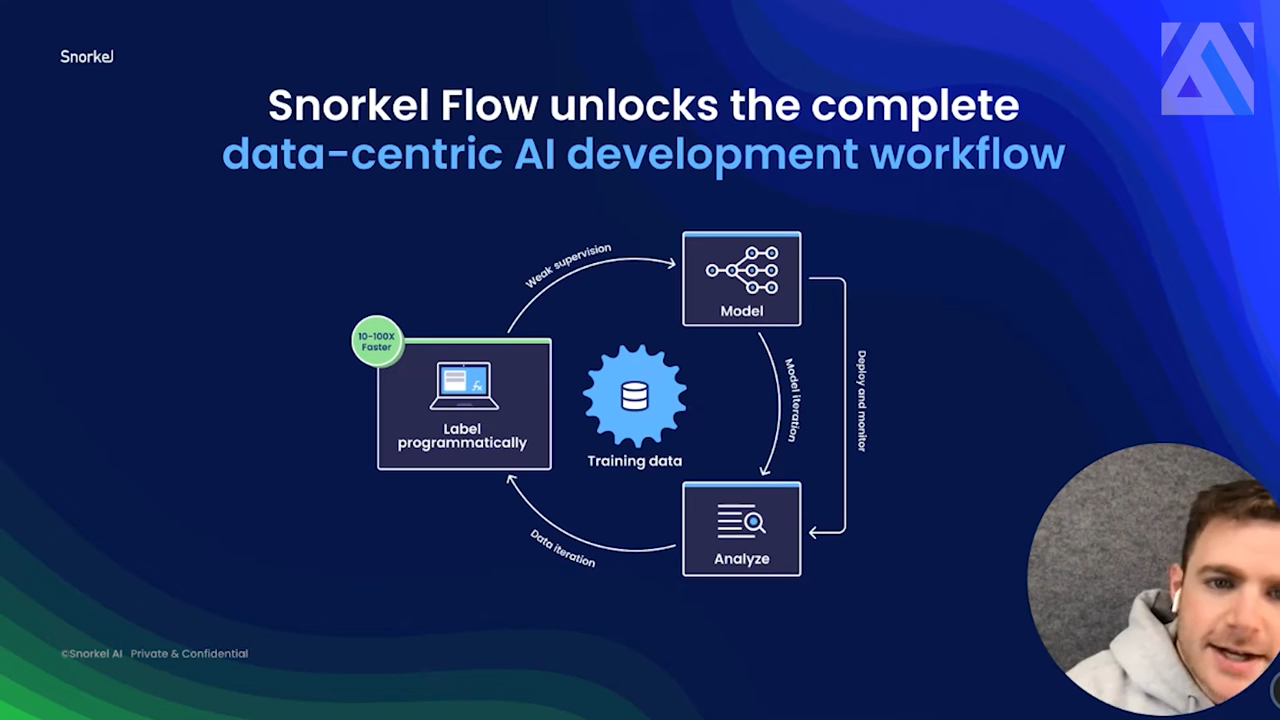 Snorkel
Snorkel Flow unlocks the complete
data-centric AI development workflow
Weak supervision
Model
10-100X
Faster
fx
Label
programmatically
Training data
Model iteration
Deploy and monitor
Data iteration
Analyze
©Snorkel AI Private & Confidential